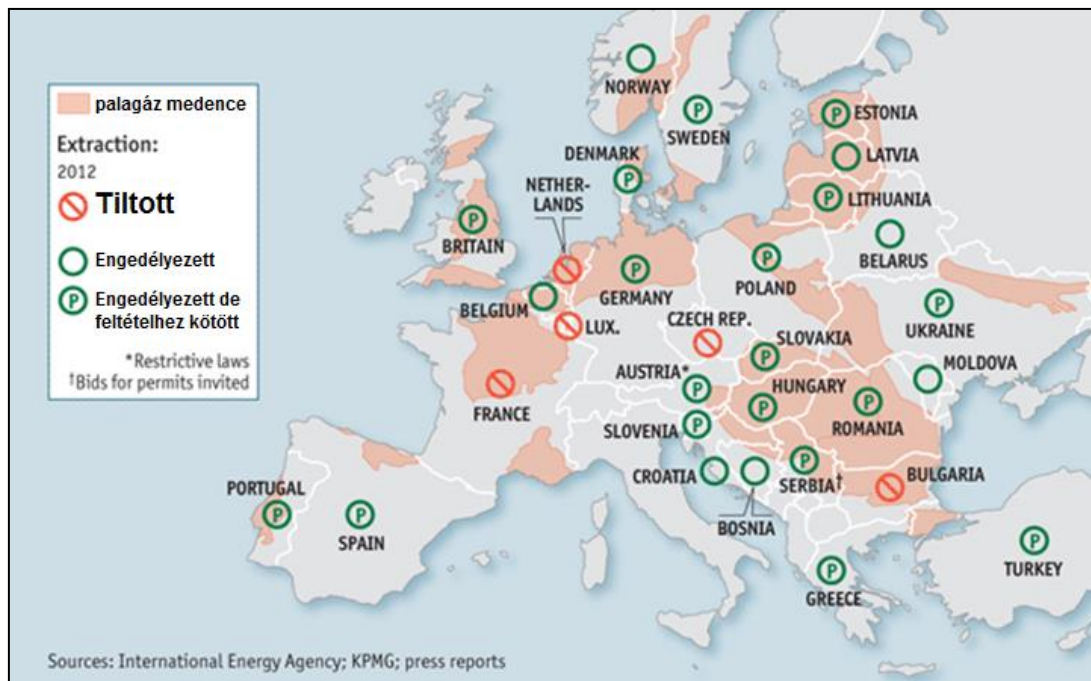 palagáz medence
Extraction:
2012
Tiltott
Engedélyezett
P
Engedélyezett de
feltételhez kötött
*Restrictive laws
†Bids for permits invited
NORWAY
P
SWEDEN
P
ESTONIA
LATVIA
P
LITHUANIA
DENMARK
P
NETHER-
LANDS
P
BRITAIN
BELGIUM
P
GERMANY
P
POLAND
BELARUS
P
UKRAINE
LUX.
CZECH REP.
P
SLOVAKIA
MOLDOVA
FRANCE
AUSTRIA*
P
HUNGARY
P
P
ROMANIA
SLOVENIA
P
CROATIA
BOSNIA
P
SERBIA†
BULGARIA
PORTUGAL
P
P
SPAIN
P
GREECE
P
TURKEY
Sources: International Energy Agency; KPMG; press reports